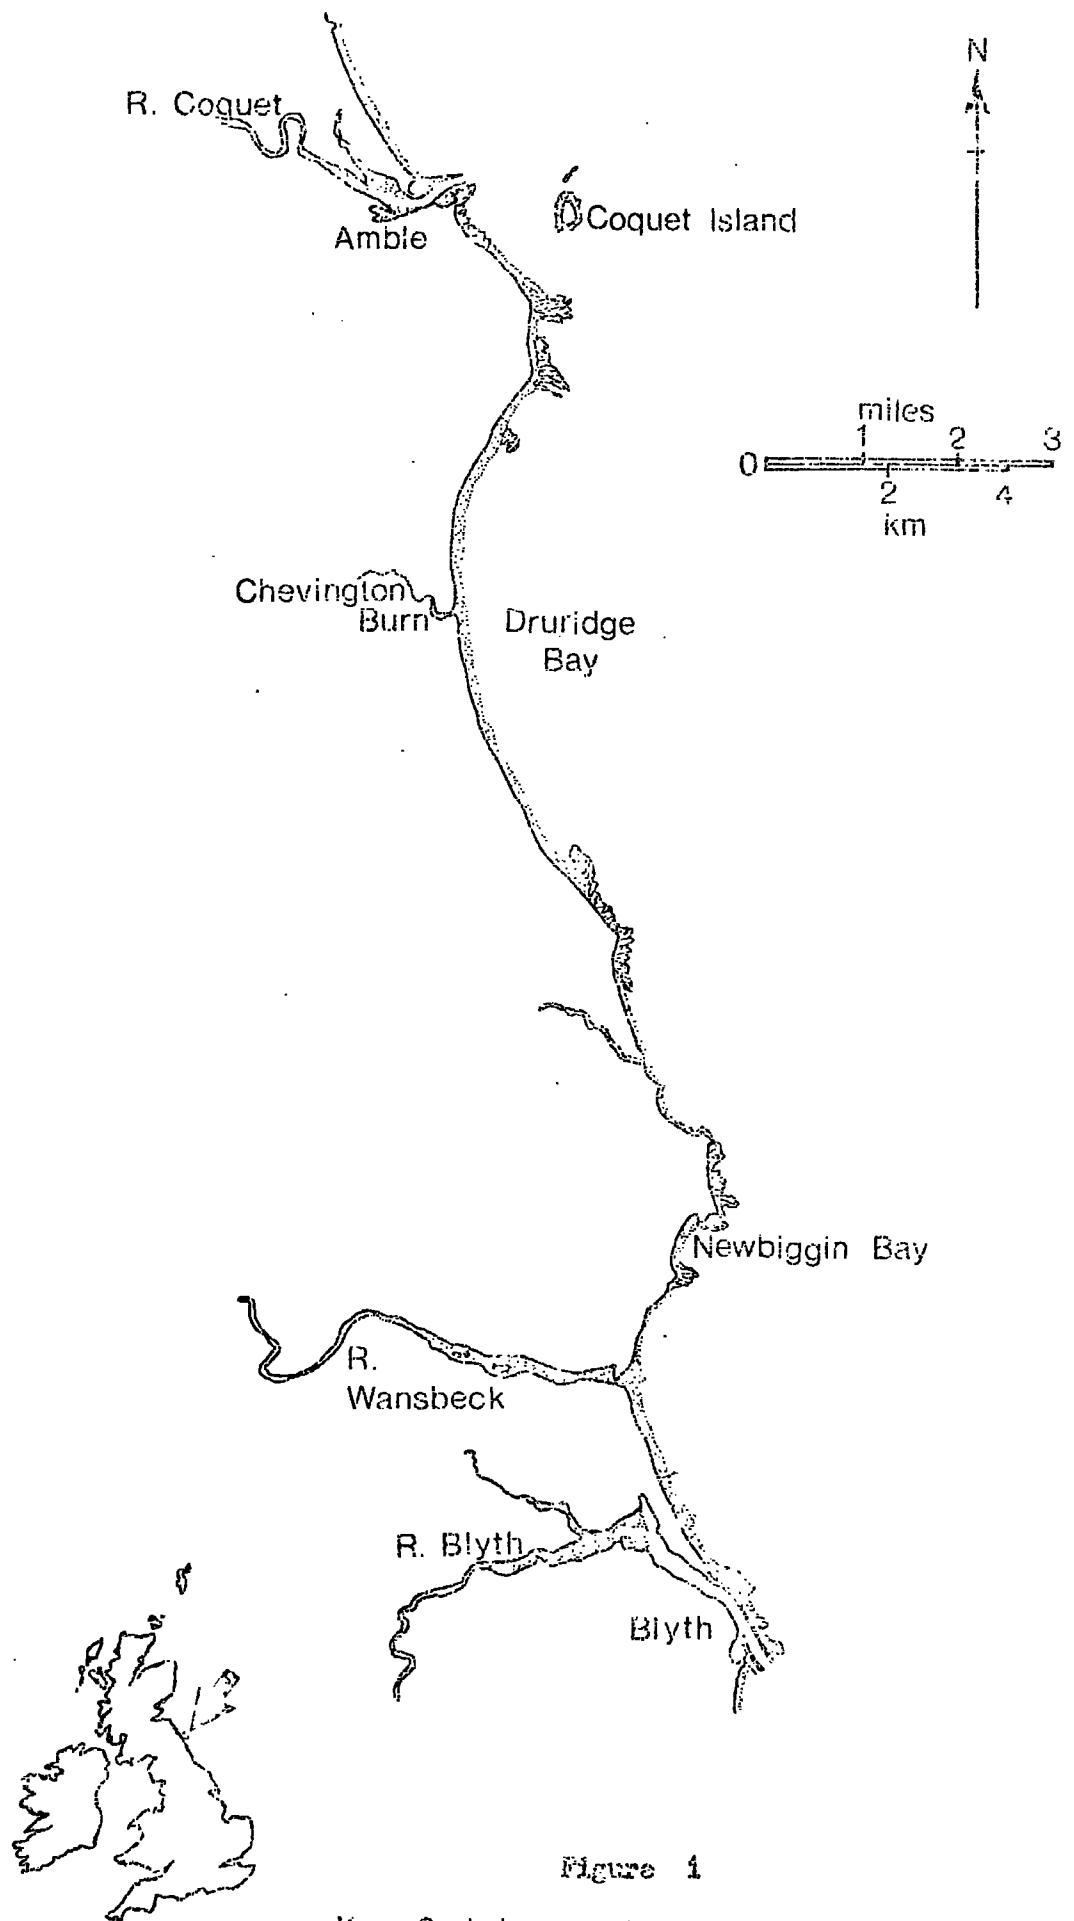 N
R. Coquet
Coquet Island
Amble
miles
1 2 3
0
2 4
km
Chevington
Burn
Druridge
Bay
Newbiggin Bay
R.
Wansbeck
R. Blyth
Blyth
Figure 1